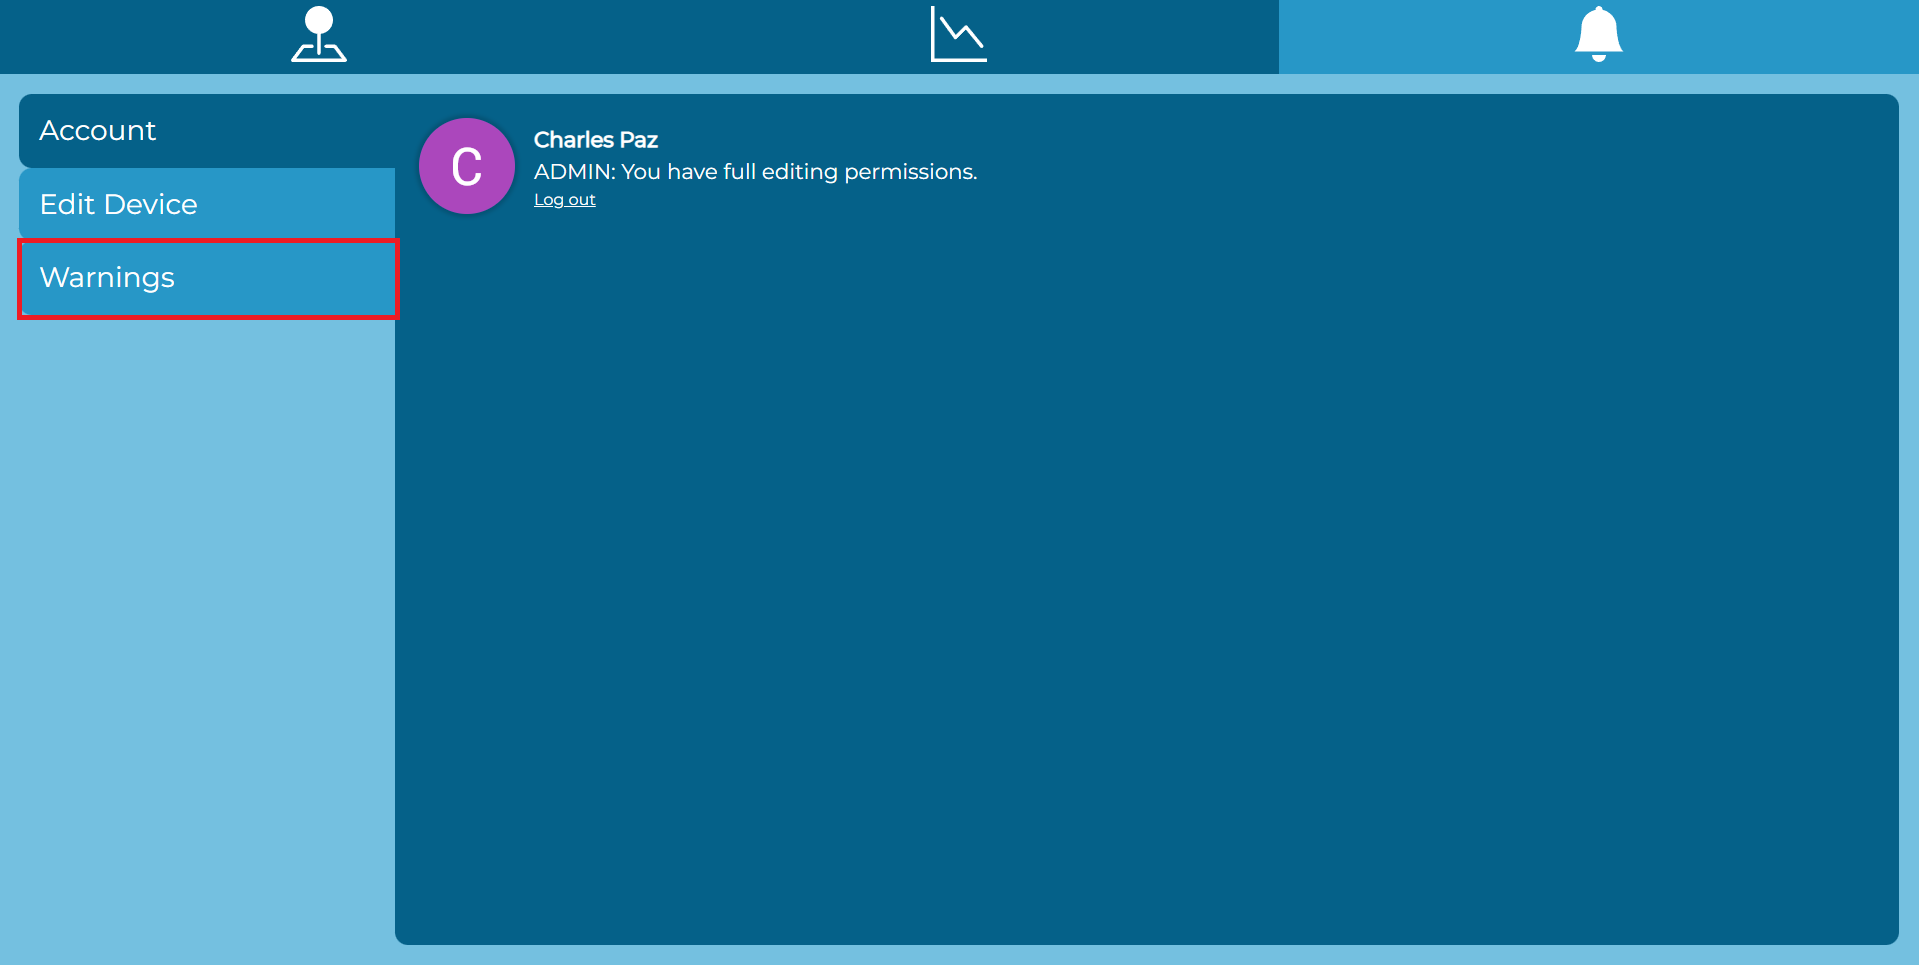 Account
Edit Device
Warnings
C
Charles Paz
ADMIN: You have full editing permissions.
Log out